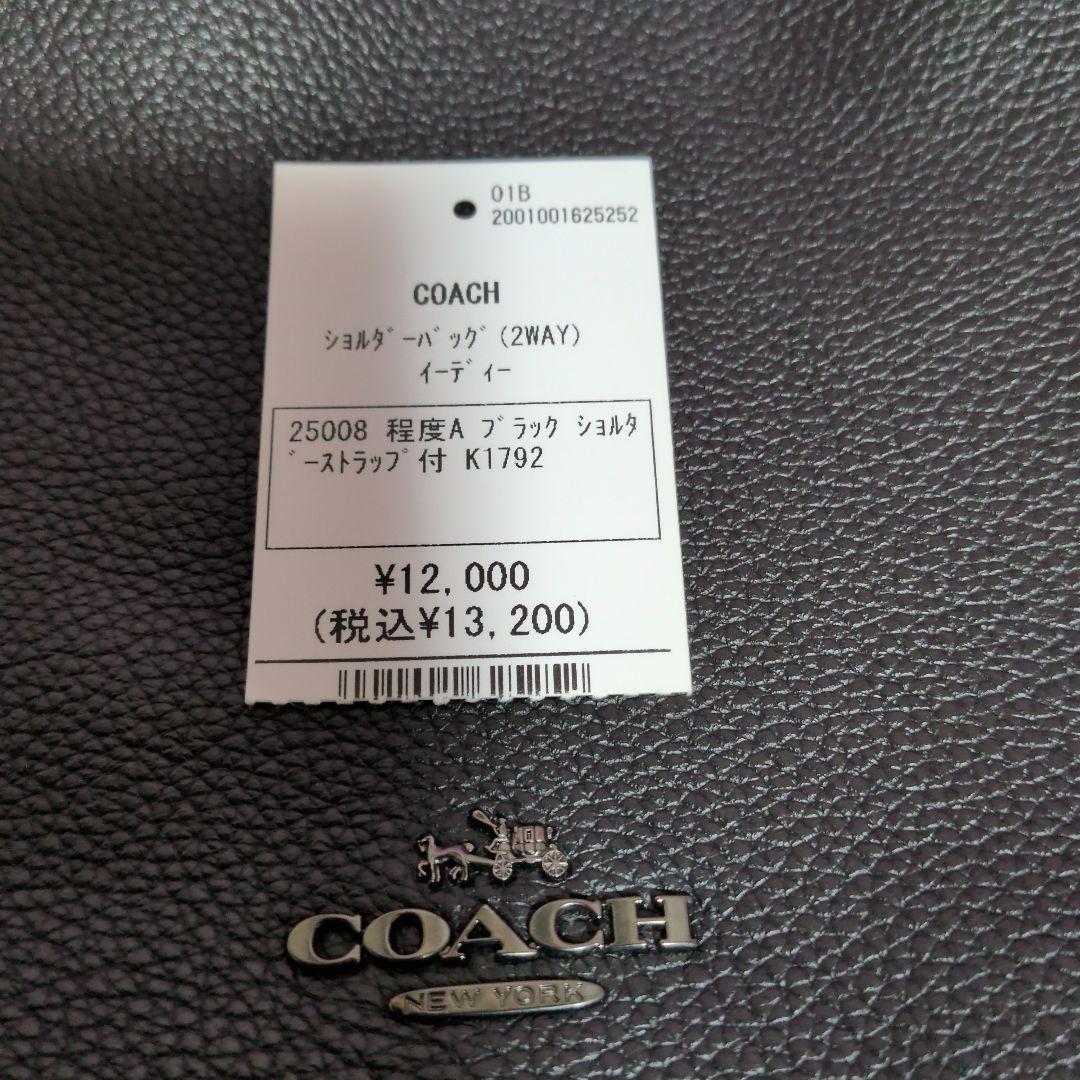 01B
2001001625252
COACH
ｼｮﾙﾀﾞｰﾊﾞｯｸﾞ(2WAY)
ｲｰﾃﾞｨｰ
25008 程度A ﾌﾞﾗｯｸ ｼｮﾙﾀ
ﾞｰｽﾄﾗｯﾌﾟ付 K1792
¥12,000
(税込¥13,200)
COACH
NEW YORK